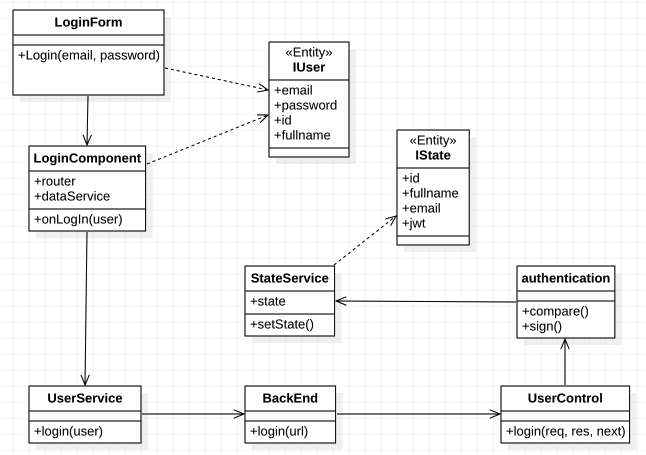 LoginForm
+Login(email, password)
«Entity»
IUser
+email
+password
+id
+fullname
LoginComponent
+router
+dataService
+onLogIn(user)
«Entity»
IState
+id
+fullname
+email
+jwt
StateService
+state
+setState()
authentication
+compare()
+sign()
UserService
+login(user)
BackEnd
+login(url)
UserControl
+login(req, res, next)